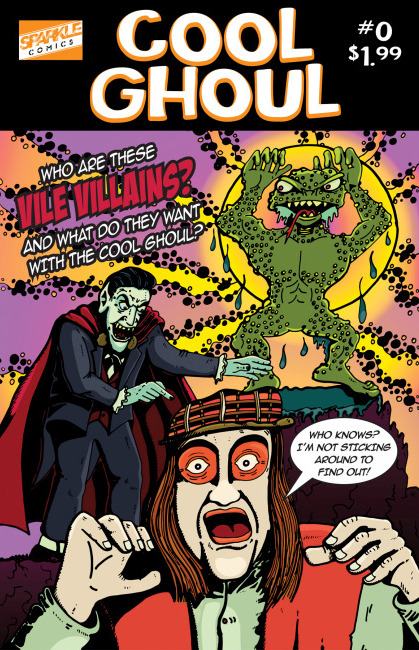 SPARKLE
COMICS
COOL
GHOUL
#0
$1.99
WHO ARE THESE
VILE VILLAINS?
AND WHAT DO THEY WANT
WITH THE COOL GHOUL?
WHO KNOWS?
I'M NOT STICKING
AROUND TO
FIND OUT!